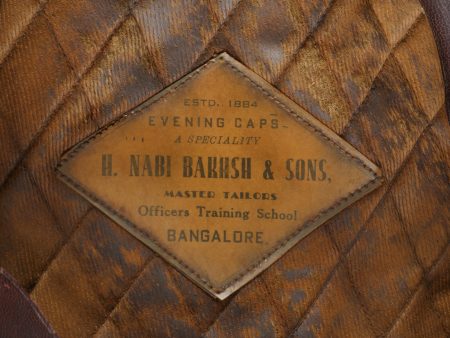 ESTD. 1884
EVENING CAPS
A SPECIALITY
H. NABI BAKHSH & SONS,
MASTER TAILORS
Officers Training School
BANGALORE.